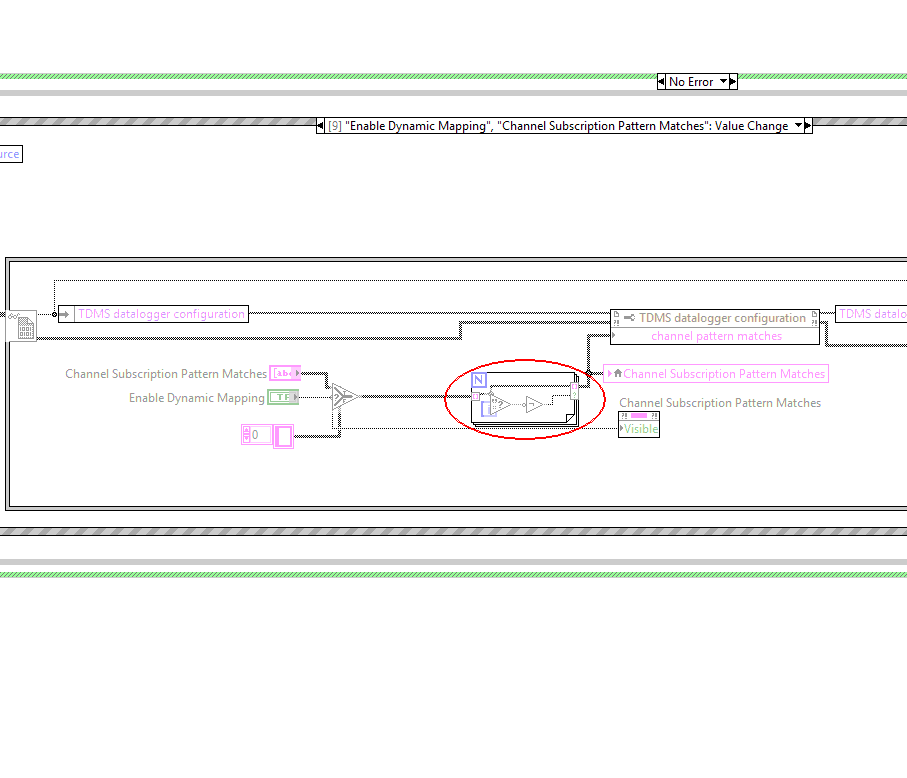 No Error
[9] "Enable Dynamic Mapping", "Channel Subscription Pattern Matches": Value Change
urce
TDMS datalogger configuration
TDMS datalogger configuration
TDMS datalo
channel pattern matches
Channel Subscription Pattern Matches
abc
N
Channel Subscription Pattern Matches
Enable Dynamic Mapping
TF
Channel Subscription Pattern Matches
Visible
0